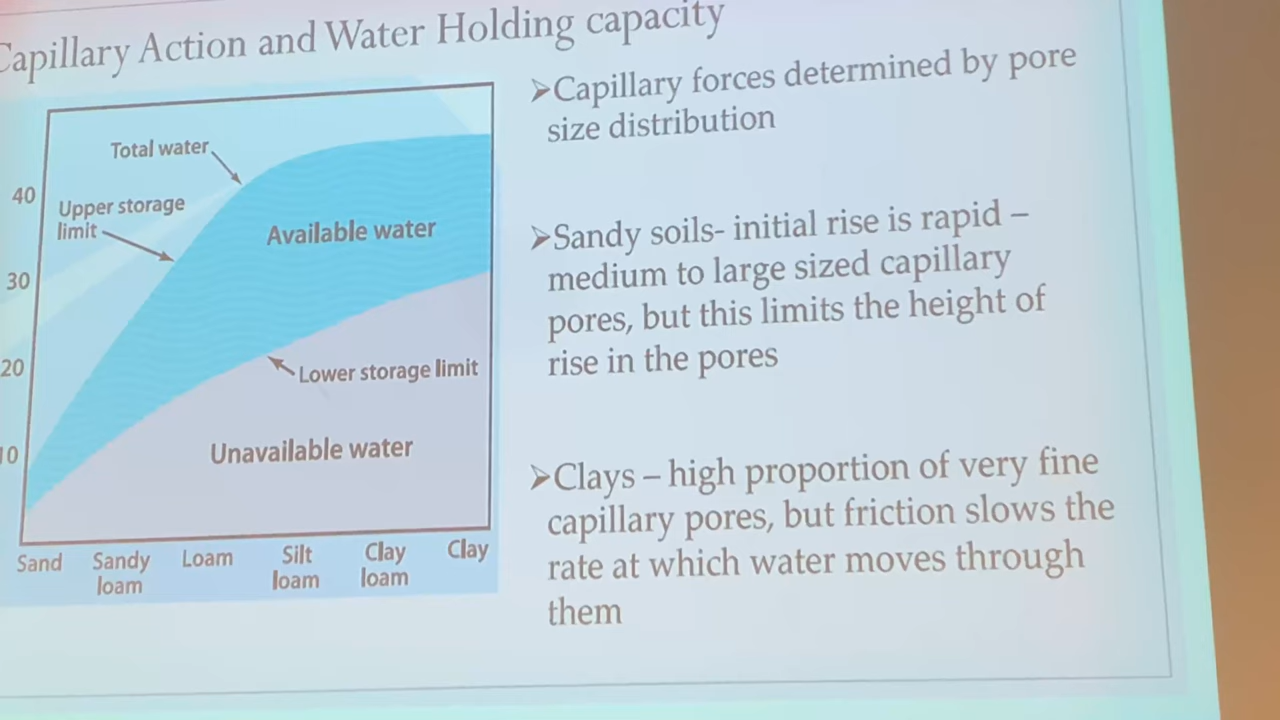 Capillary Action and Water Holding capacity
Total water
40
Upper storage
limit
Available water
30
20
Lower storage limit
10
Unavailable water
Sand
Sandy
loam
Loam
Silt
loam
Clay
loam
Clay
➢Capillary forces determined by pore
size distribution
➢Sandy soils- initial rise is rapid –
medium to large sized capillary
pores, but this limits the height of
rise in the pores
➢Clays – high proportion of very fine
capillary pores, but friction slows the
rate at which water moves through
them